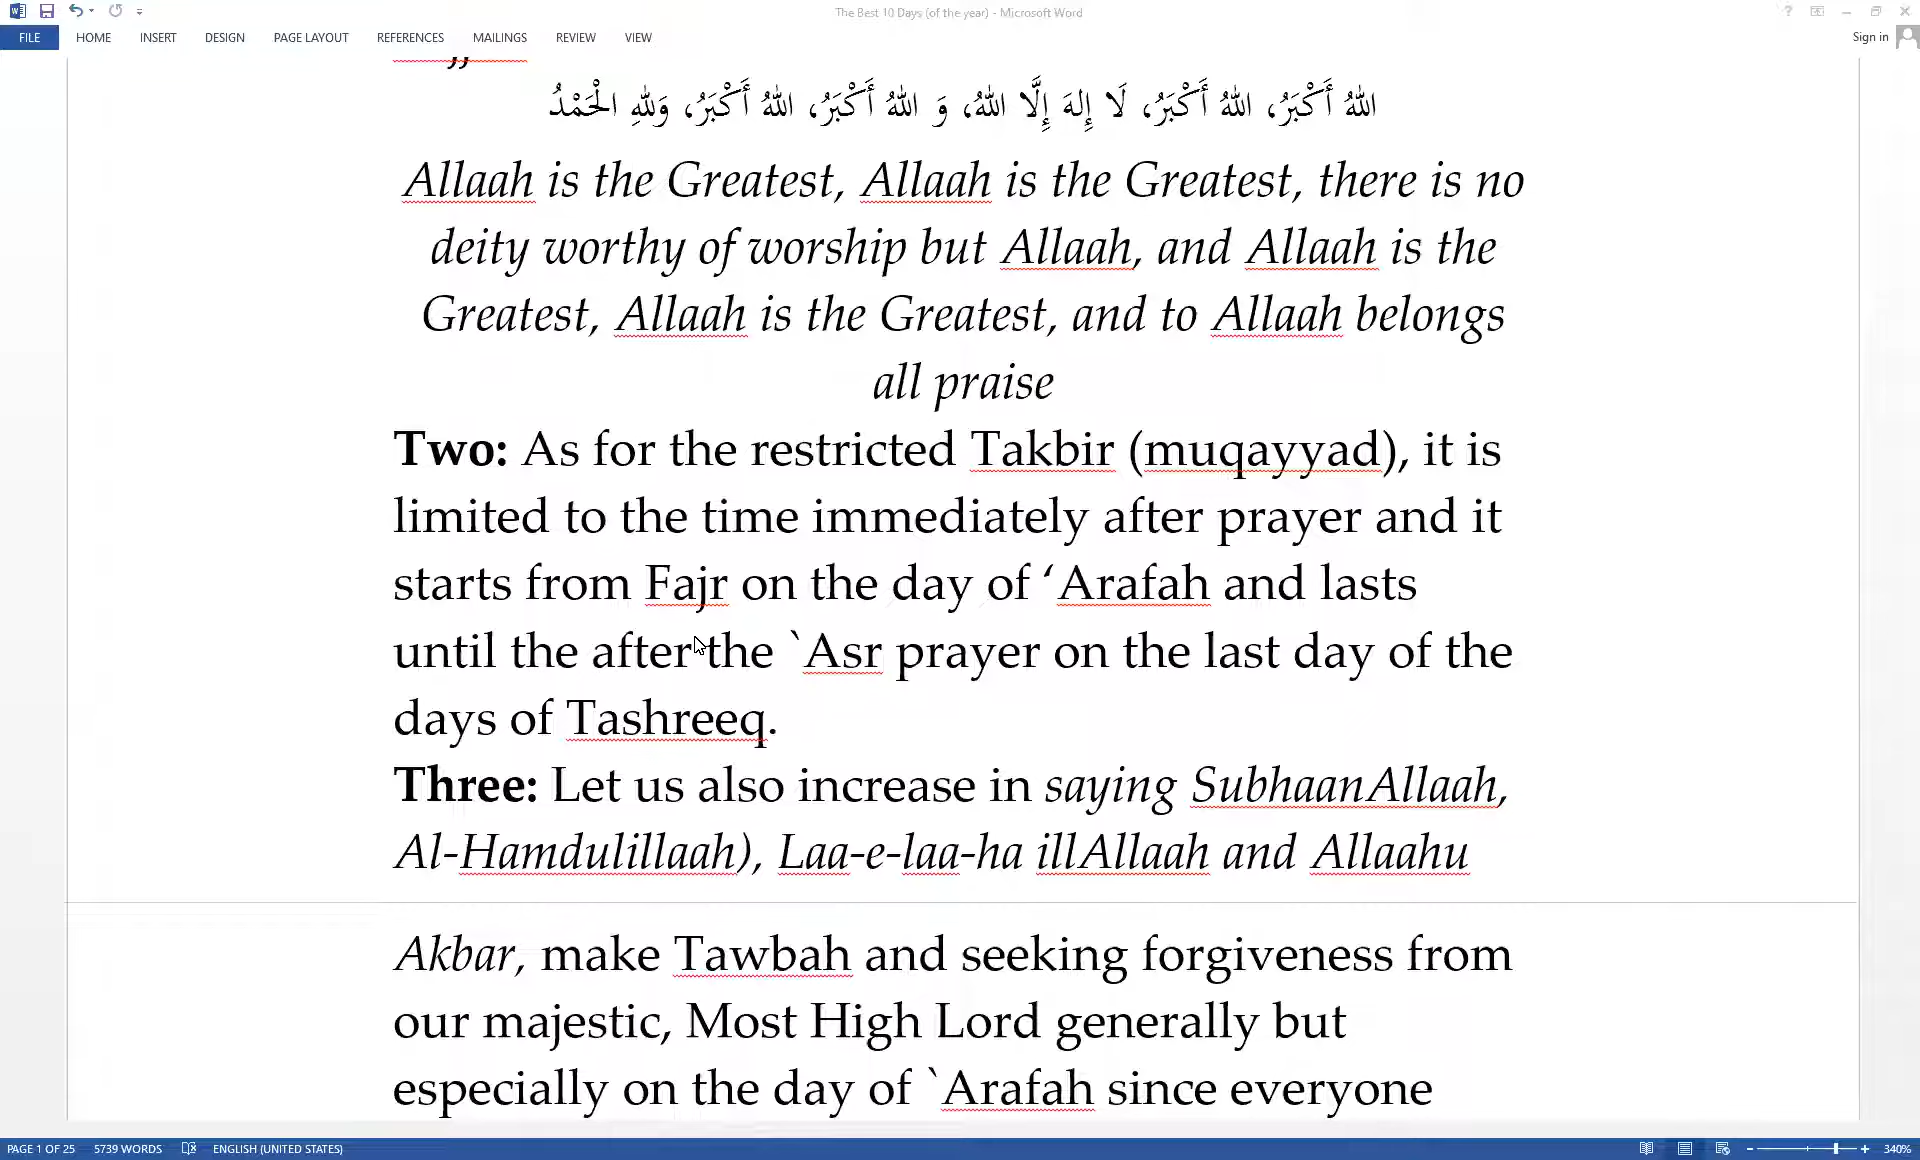 The Best 10 Days (of the year) - Microsoft Word
FILE HOME INSERT DESIGN PAGE LAYOUT REFERENCES MAILINGS REVIEW VIEW Sign in
اللهُ أَكْبَرُ، اللهُ أَكْبَرُ، لَا إِلهَ إِلَّا اللهُ، وَ اللهُ أَكْبَرُ، اللهُ أَكْبَرُ، وَللهِ الْحَمْدُ
Allaah is the Greatest, Allaah is the Greatest, there is no
deity worthy of worship but Allaah, and Allaah is the
Greatest, Allaah is the Greatest, and to Allaah belongs
all praise
Two: As for the restricted Takbir (muqayyad), it is
limited to the time immediately after prayer and it
starts from Fajr on the day of ‘Arafah and lasts
until the after the `Asr prayer on the last day of the
days of Tashreeq.
Three: Let us also increase in saying SubhaanAllaah,
Al-Hamdulillaah), Laa-e-laa-ha illAllaah and Allaahu
Akbar, make Tawbah and seeking forgiveness from
our majestic, Most High Lord generally but
especially on the day of `Arafah since everyone
PAGE 1 OF 25 5739 WORDS ENGLISH (UNITED STATES) 340%